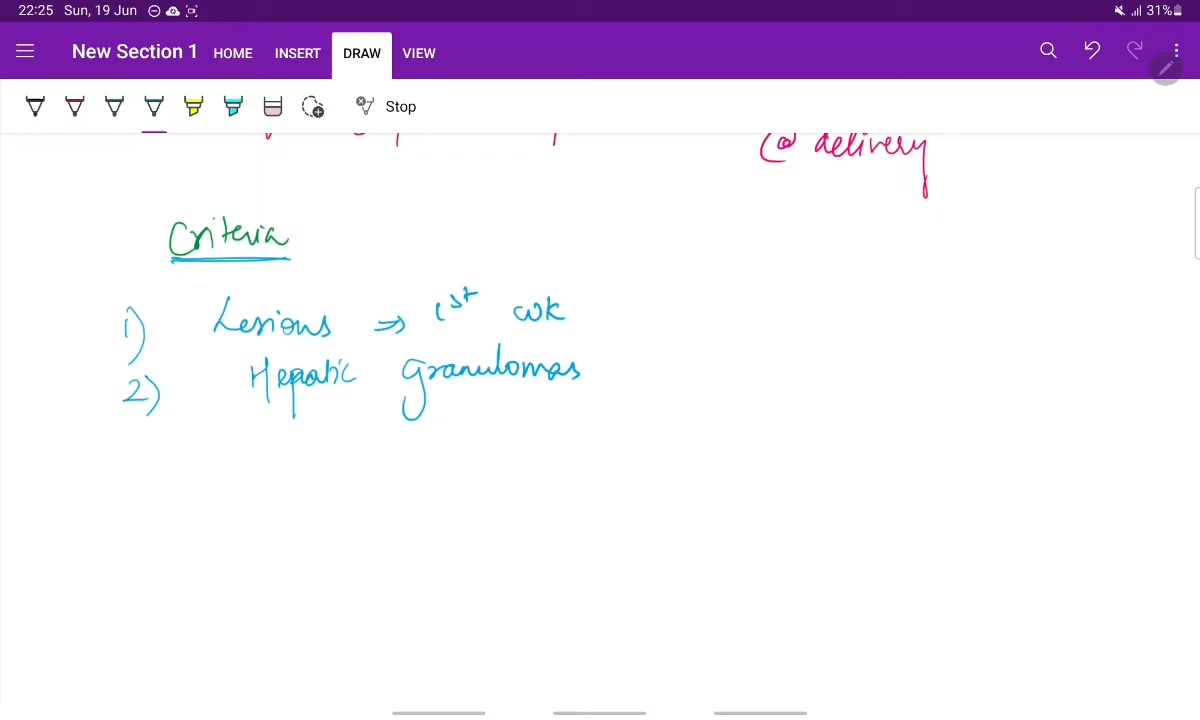 22:25 Sun, 19 Jun 31%
New Section 1 HOME INSERT DRAW VIEW
Stop
@ delivery
Criteria
1) Lesions ⇒ 1st wk
2) Hepatic Granulomas